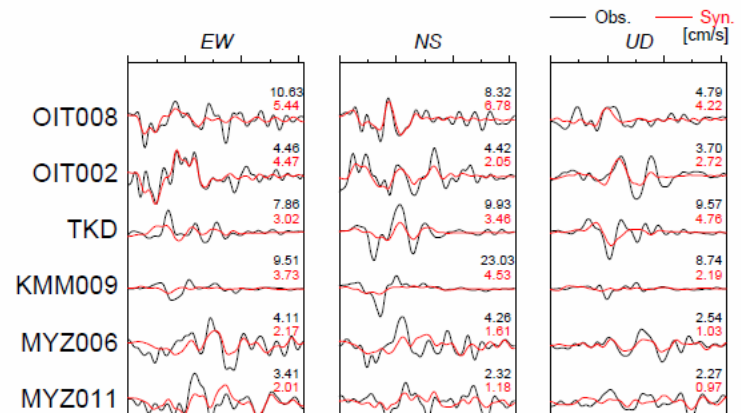 Obs. Syn.
[cm/s]
EW NS UD
10.63 8.32 4.79
OIT008 5.44 6.78 4.22
4.46 4.42 3.70
OIT002 4.47 2.05 2.72
7.86 9.93 9.57
TKD 3.02 3.46 4.76
9.51 23.03 8.74
KMM009 3.73 4.53 2.19
4.11 4.26 2.54
MYZ006 2.17 1.61 1.03
3.41 2.32 2.27
MYZ011 2.01 1.18 0.97